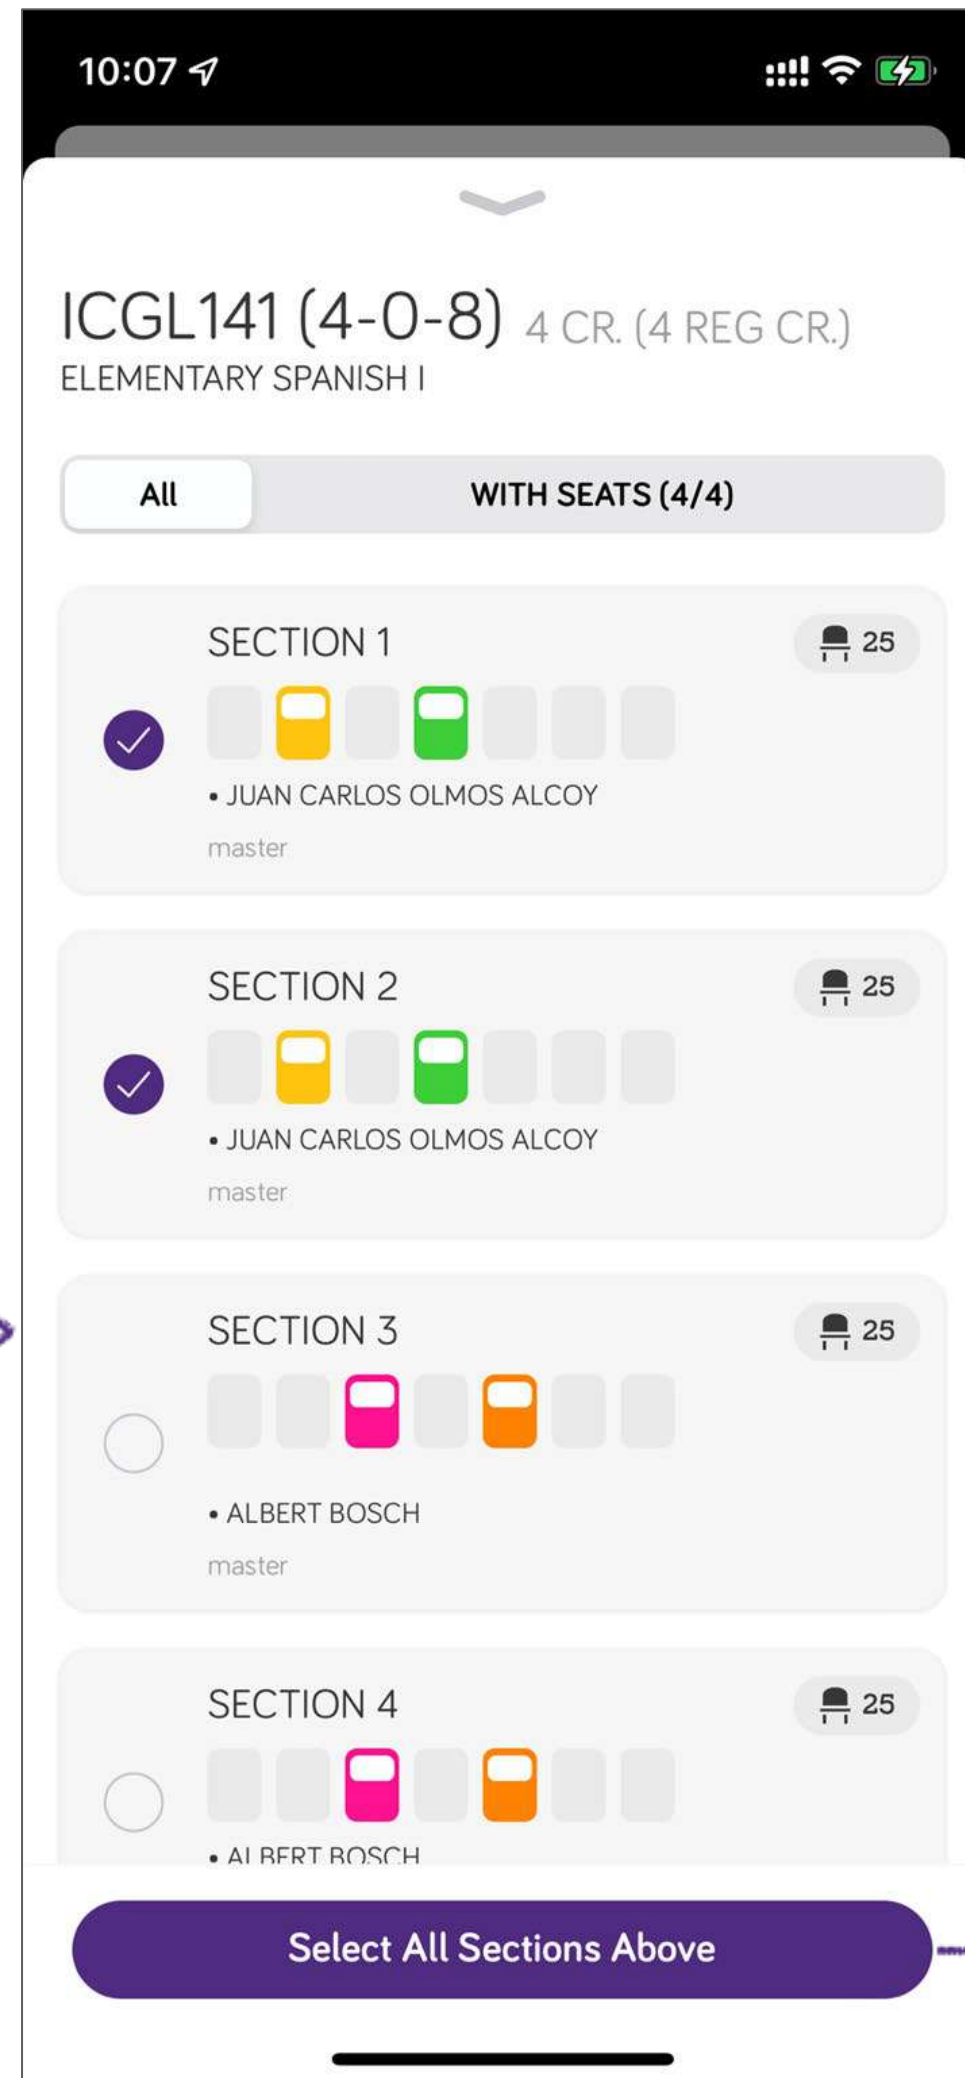 10:07
ICGL141 (4-0-8) 4 CR. (4 REG CR.)
ELEMENTARY SPANISH I
All WITH SEATS (4/4)
SECTION 1 25
• JUAN CARLOS OLMOS ALCOY
master
SECTION 2 25
• JUAN CARLOS OLMOS ALCOY
master
SECTION 3 25
• ALBERT BOSCH
master
SECTION 4 25
• ALBERT BOSCH
Select All Sections Above